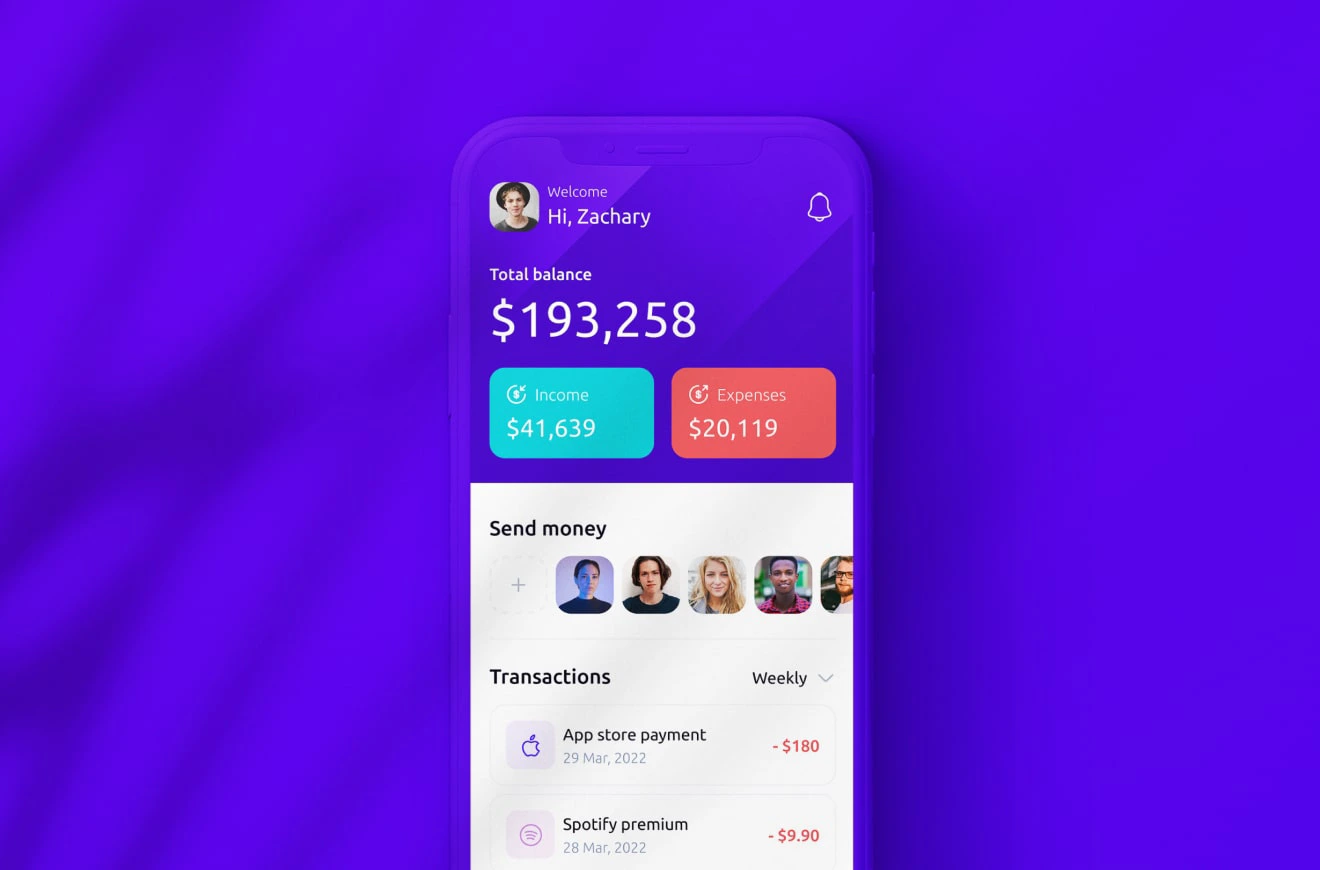 Welcome
Hi, Zachary
Total balance
$193,258
Income
$41,639
Expenses
$20,119
Send money
+
Transactions
Weekly
App store payment
29 Mar, 2022
- $180
Spotify premium
28 Mar, 2022
- $9.90